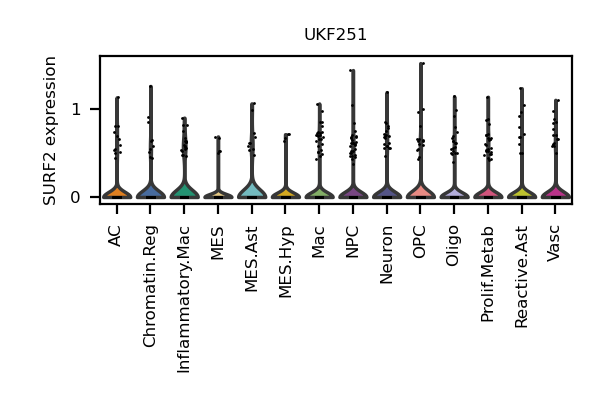 UKF251
SURF2 expression
1
0
AC
Chromatin.Reg
Inflammatory.Mac
MES
MES.Ast
MES.Hyp
Mac
NPC
Neuron
OPC
Oligo
Prolif.Metab
Reactive.Ast
Vasc